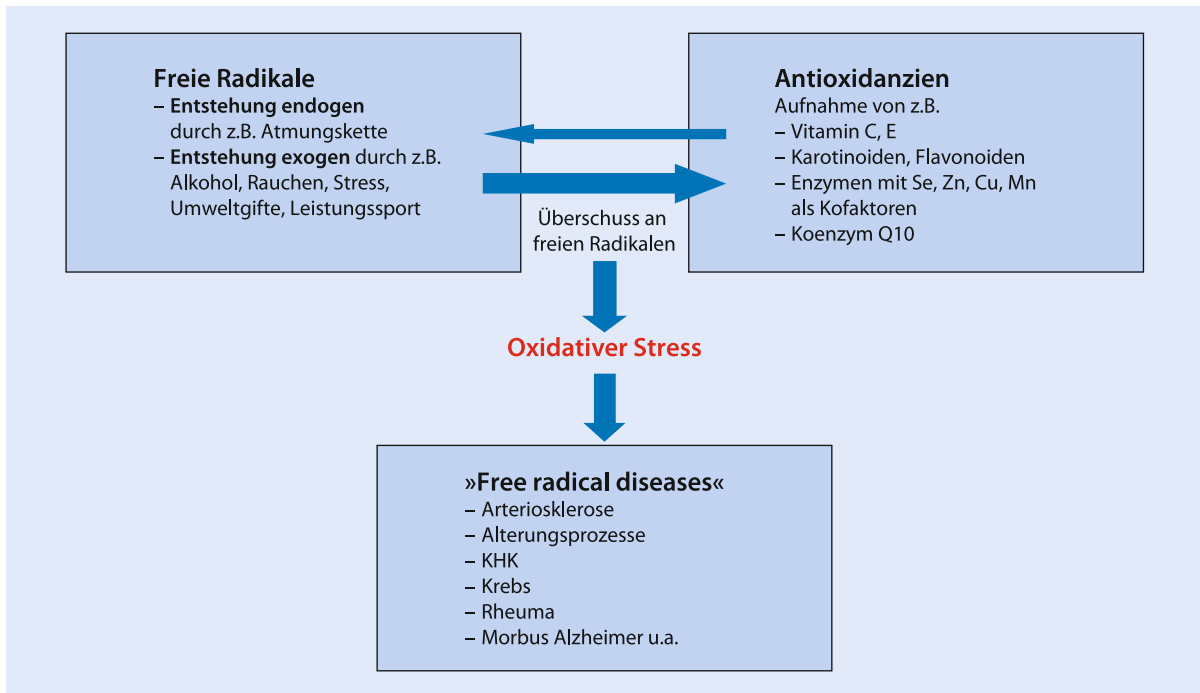 Freie Radikale
– Entstehung endogen
durch z.B. Atmungskette
– Entstehung exogen durch z.B.
Alkohol, Rauchen, Stress,
Umweltgifte, Leistungssport
Antioxidanzien
Aufnahme von z.B.
– Vitamin C, E
– Karotinoiden, Flavonoiden
– Enzymen mit Se, Zn, Cu, Mn
als Kofaktoren
– Koenzym Q10
Überschuss an
freien Radikalen
Oxidativer Stress
»Free radical diseases«
– Arteriosklerose
– Alterungsprozesse
– KHK
– Krebs
– Rheuma
– Morbus Alzheimer u.a.